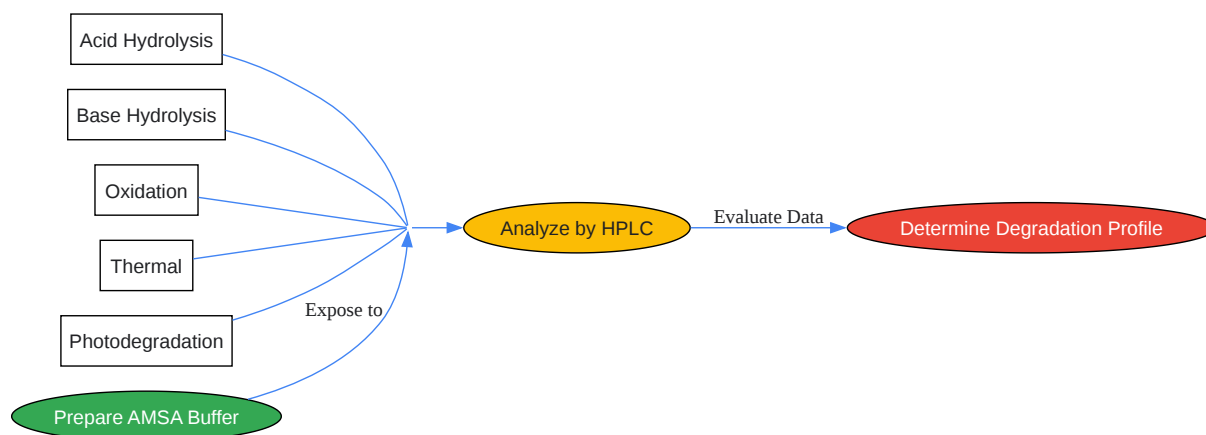 Acid Hydrolysis
Base Hydrolysis
Oxidation
Thermal
Photodegradation
Prepare AMSA Buffer
Expose to
Analyze by HPLC
Evaluate Data
Determine Degradation Profile